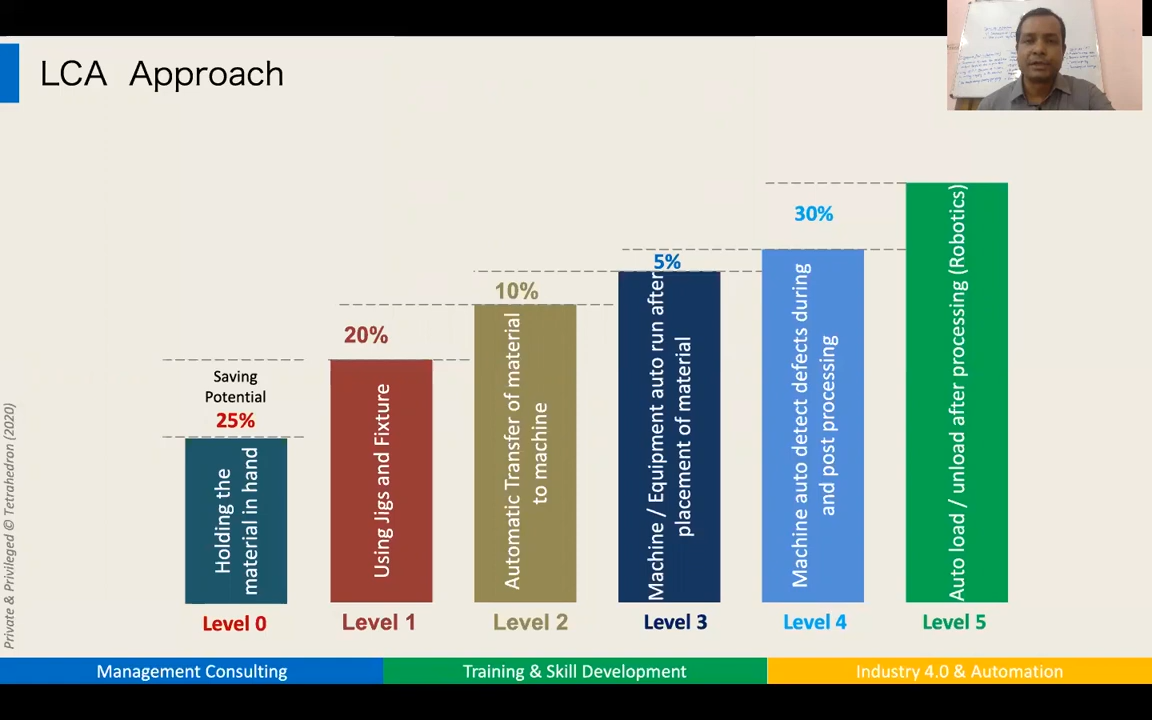 LCA Approach
30%
5%
10%
20%
Saving
Potential
25%
Holding the
material in hand
Using Jigs and Fixture
Automatic Transfer of material
to machine
Machine / Equipment auto run after
placement of material
Machine auto detect defects during
and post processing
Auto load / unload after processing (Robotics)
Level 0
Level 1
Level 2
Level 3
Level 4
Level 5
Private & Privileged © Tetrahedron (2020)
Management Consulting
Training & Skill Development
Industry 4.0 & Automation